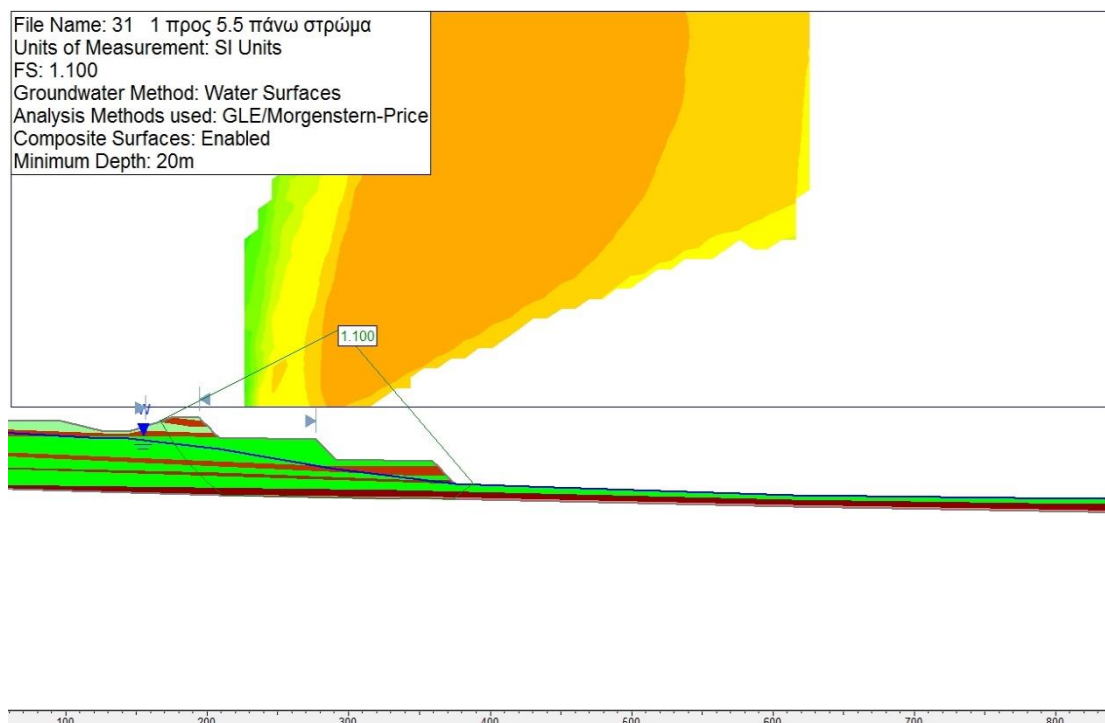 File Name: 31 1 προς 5.5 πάνω στρώμα
Units of Measurement: SI Units
FS: 1.100
Groundwater Method: Water Surfaces
Analysis Methods used: GLE/Morgenstern-Price
Composite Surfaces: Enabled
Minimum Depth: 20m
1.100
W
100 200 300 400 500 600 700 800